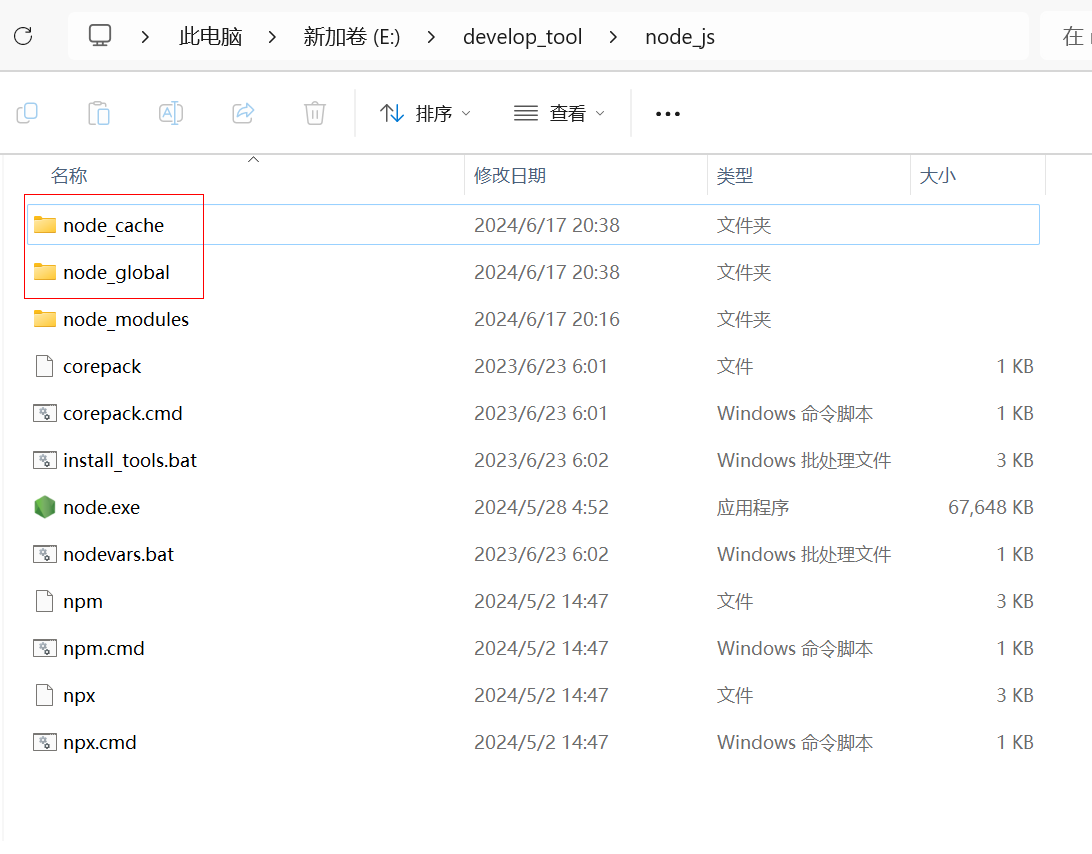 此电脑 新加卷 (E:) develop_tool node_js 在
排序 查看
名称 修改日期 类型 大小
node_cache 2024/6/17 20:38 文件夹
node_global 2024/6/17 20:38 文件夹
node_modules 2024/6/17 20:16 文件夹
corepack 2023/6/23 6:01 文件 1 KB
corepack.cmd 2023/6/23 6:01 Windows 命令脚本 1 KB
install_tools.bat 2023/6/23 6:02 Windows 批处理文件 3 KB
node.exe 2024/5/28 4:52 应用程序 67,648 KB
nodevars.bat 2023/6/23 6:02 Windows 批处理文件 1 KB
npm 2024/5/2 14:47 文件 3 KB
npm.cmd 2024/5/2 14:47 Windows 命令脚本 1 KB
npx 2024/5/2 14:47 文件 3 KB
npx.cmd 2024/5/2 14:47 Windows 命令脚本 1 KB